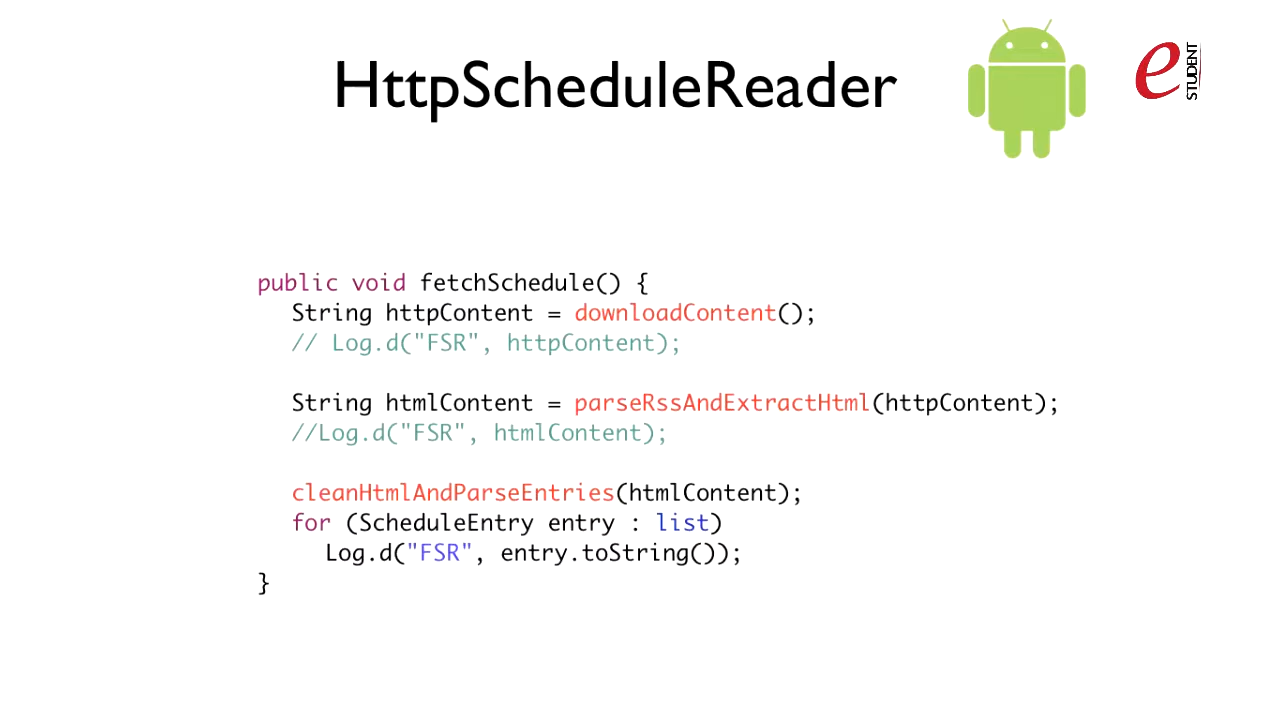 HttpScheduleReader
e STUDENT
public void fetchSchedule() {
String httpContent = downloadContent();
// Log.d("FSR", httpContent);
String htmlContent = parseRssAndExtractHtml(httpContent);
//Log.d("FSR", htmlContent);
cleanHtmlAndParseEntries(htmlContent);
for (ScheduleEntry entry : list)
Log.d("FSR", entry.toString());
}